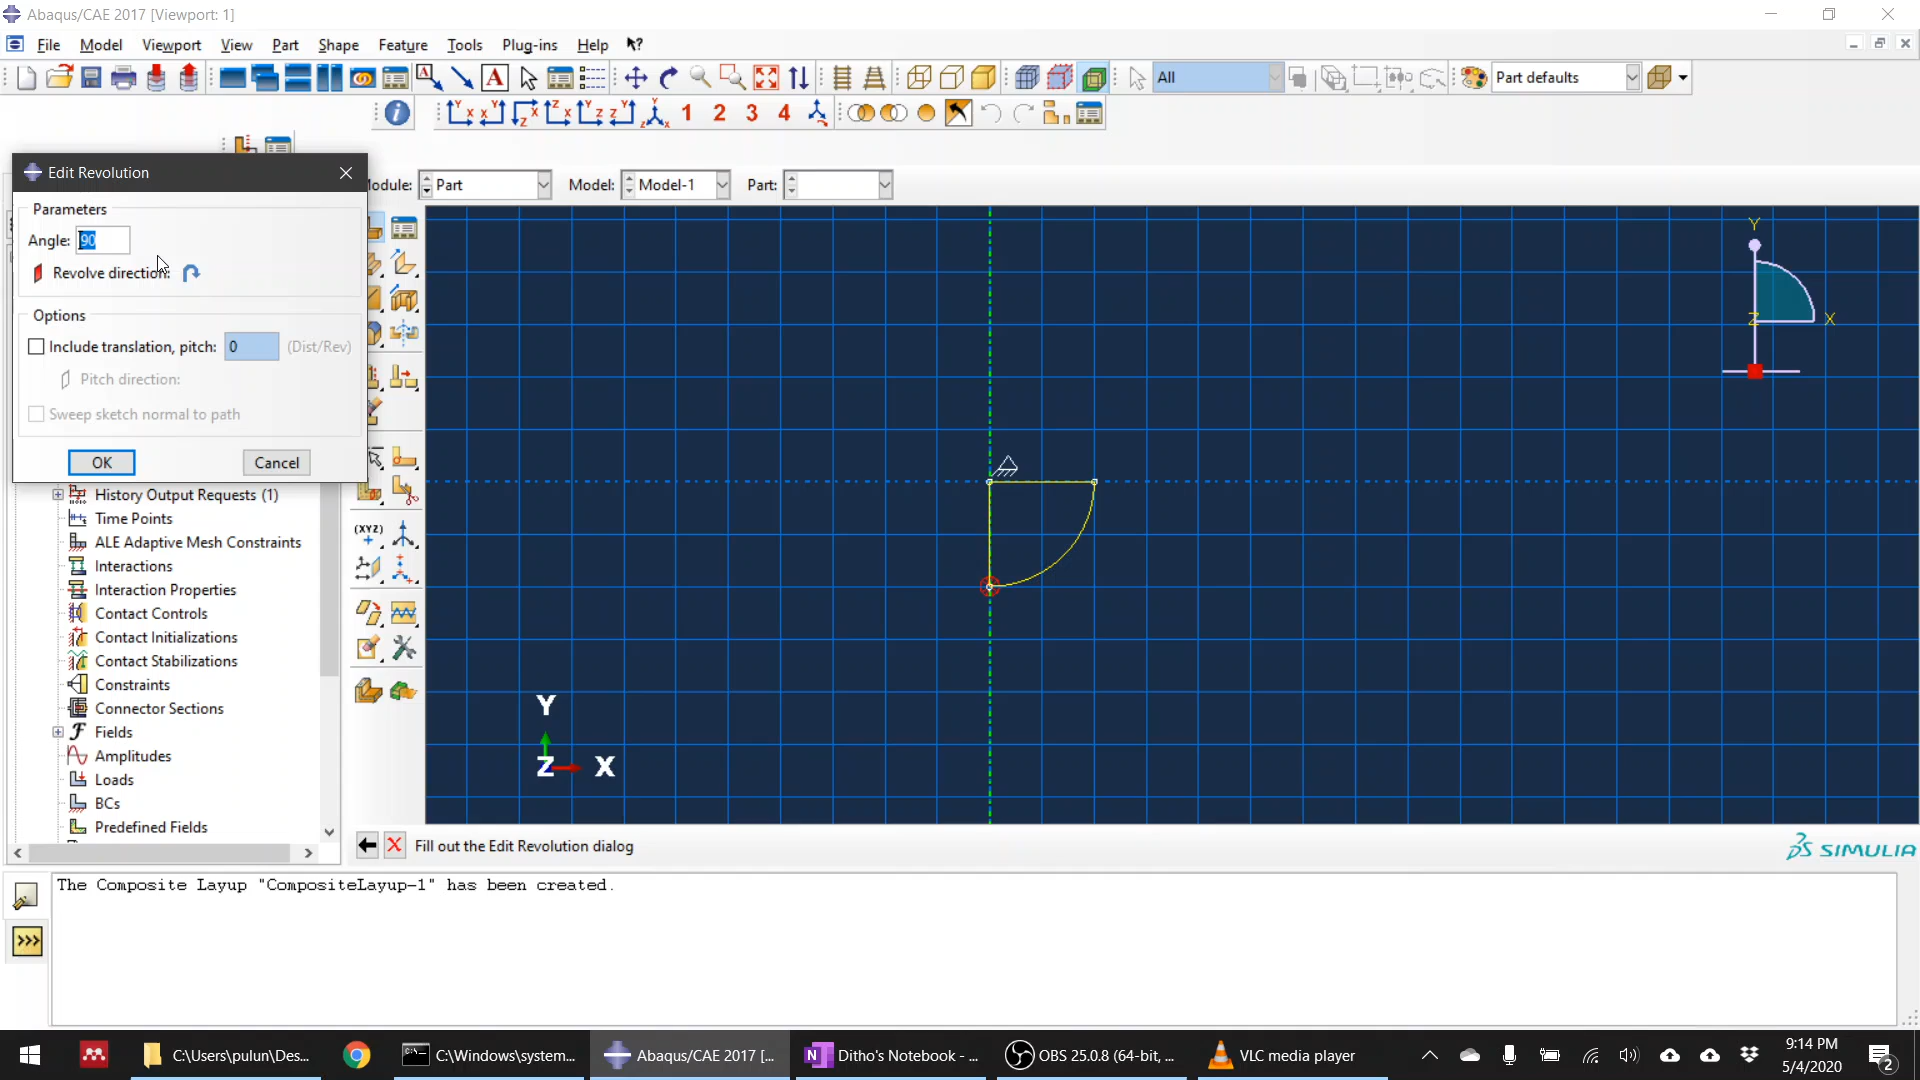 Abaqus/CAE 2017 [Viewport: 1]
File Model Viewport View Part Shape Feature Tools Plug-ins Help
All
Part defaults
1 2 3 4
Edit Revolution
Module: Part Model: Model-1 Part:
Parameters
Angle: 90
Revolve direction:
Options
Include translation, pitch: 0 (Dist/Rev)
Pitch direction:
Sweep sketch normal to path
OK Cancel
History Output Requests (1)
Time Points
ALE Adaptive Mesh Constraints
Interactions
Interaction Properties
Contact Controls
Contact Initializations
Contact Stabilizations
Constraints
Connector Sections
Fields
Amplitudes
Loads
BCs
Predefined Fields
(XYZ)
Y
Z X
Y
Z X
Fill out the Edit Revolution dialog
SIMULIA
The Composite Layup "CompositeLayup-1" has been created.
C:\Users\pulun\Des...
C:\Windows\system...
Abaqus/CAE 2017 [...
Ditho's Notebook - ...
OBS 25.0.8 (64-bit, ...
VLC media player
9:14 PM
5/4/2020
2